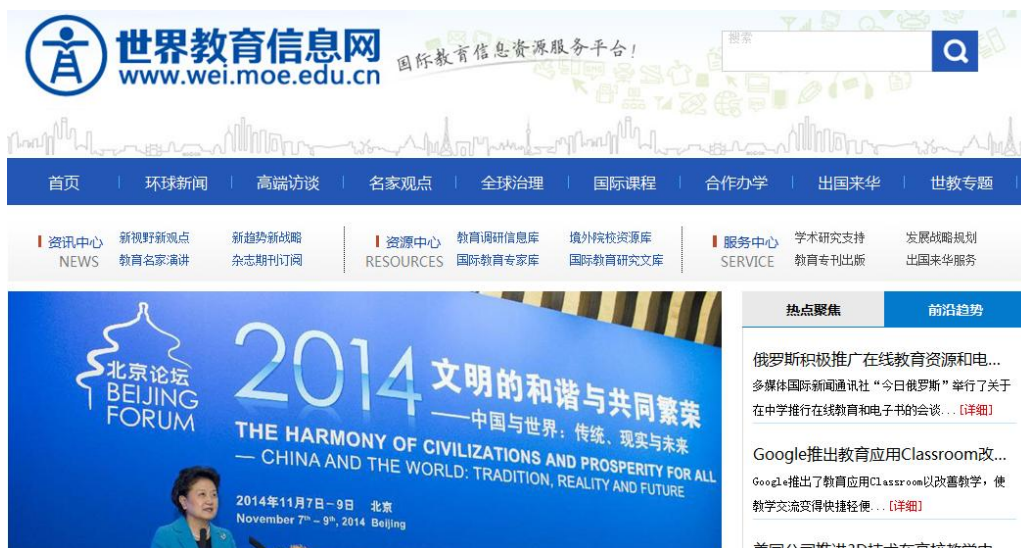 世界教育信息网
www.wei.moe.edu.cn
国际教育信息资源服务平台!
搜索
首页 环球新闻 高端访谈 名家观点 全球治理 国际课程 合作办学 出国来华 世教专题
资讯中心 新视野新观点 新趋势新战略 资源中心 教育调研信息库 境外院校资源库 服务中心 学术研究支持 发展战略规划
NEWS 教育名家演讲 杂志期刊订阅 RESOURCES 国际教育专家库 国际教育研究文库 SERVICE 教育专刊出版 出国来华服务
北京论坛
BEIJING
FORUM
2014 文明的和谐与共同繁荣
——中国与世界：传统、现实与未来
THE HARMONY OF CIVILIZATIONS AND PROSPERITY FOR ALL
— CHINA AND THE WORLD: TRADITION, REALITY AND FUTURE
2014年11月7日－9日 北京
November 7th – 9th, 2014 Beijing
热点聚焦 前沿趋势
俄罗斯积极推广在线教育资源和电...
多媒体国际新闻通讯社“今日俄罗斯”举行了关于
在中学推行在线教育和电子书的会谈...[详细]
Google推出教育应用Classroom改...
Google推出了教育应用Classroom以改善教学，使
教学交流变得快捷轻便...[详细]